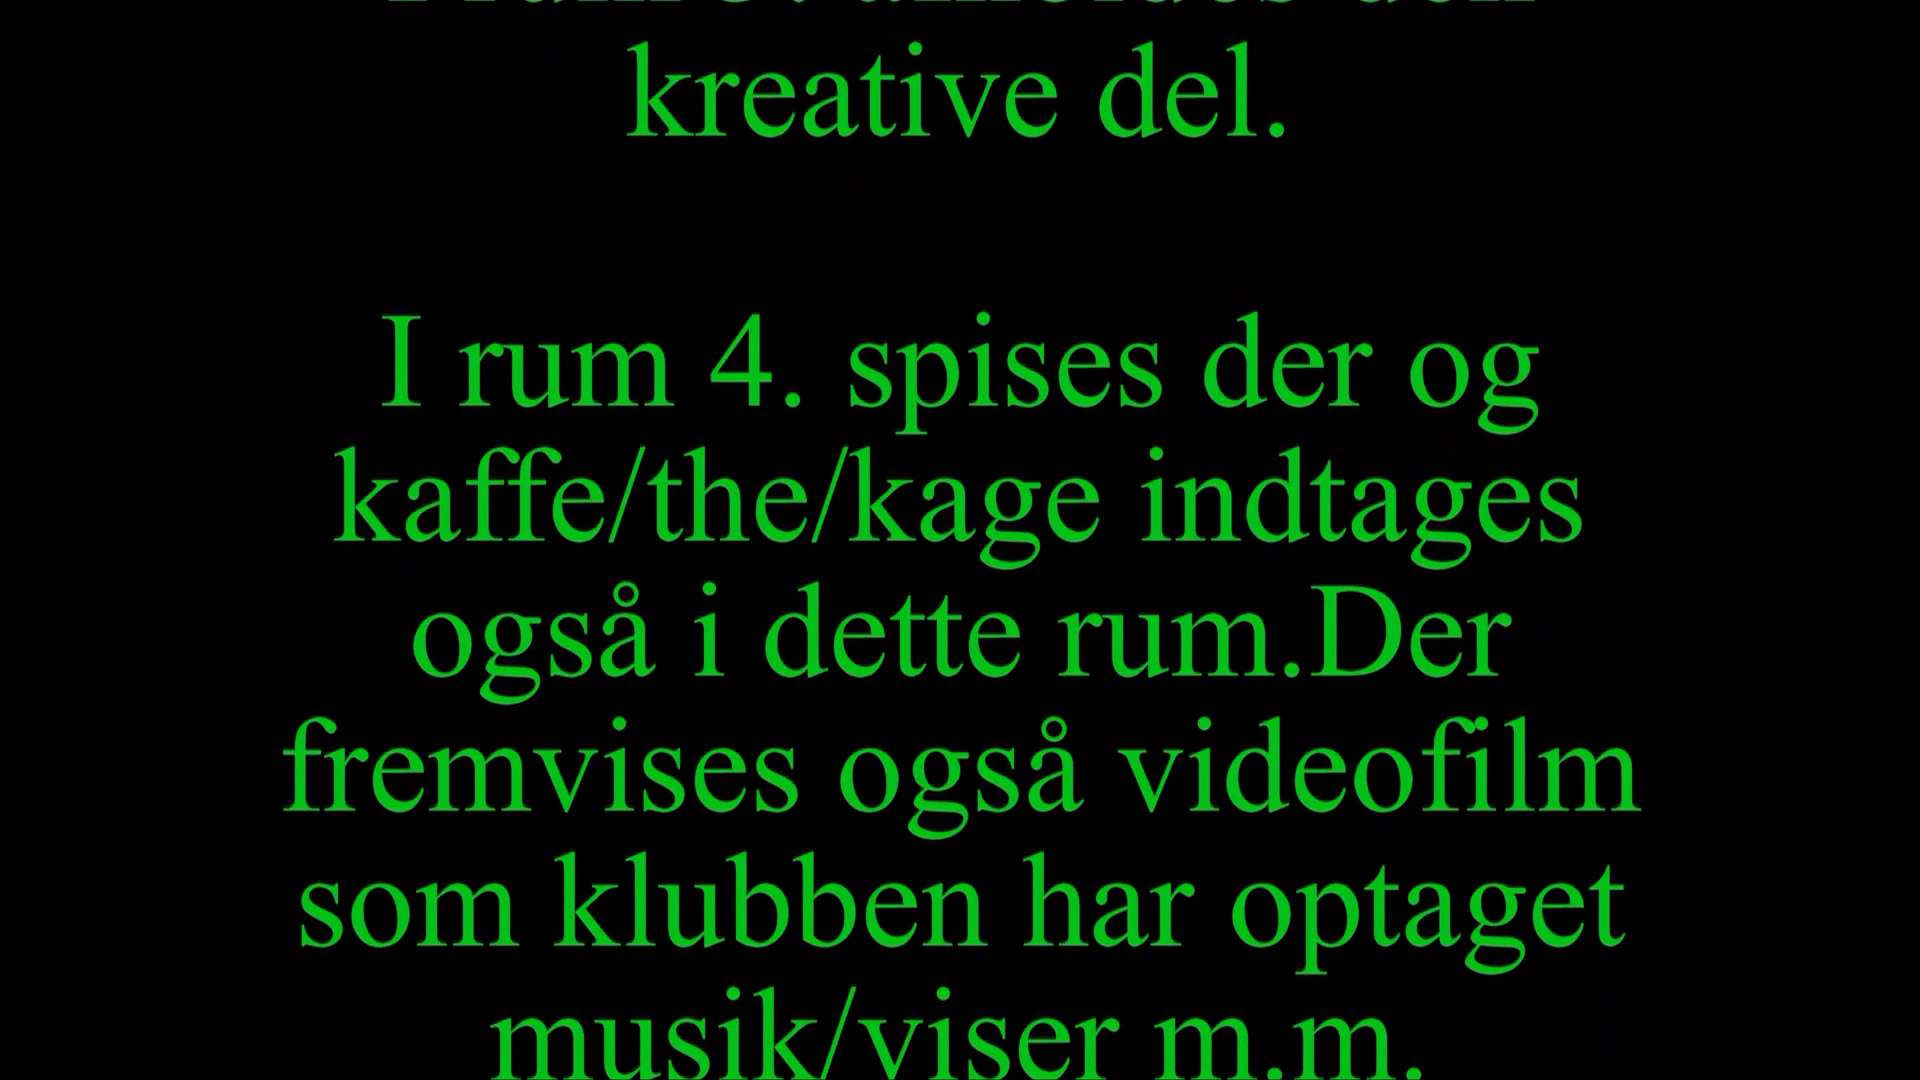 kreative del.
I rum 4. spises der og
kaffe/the/kage indtages
også i dette rum.Der
fremvises også videofilm
som klubben har optaget
musik/viser m.m.